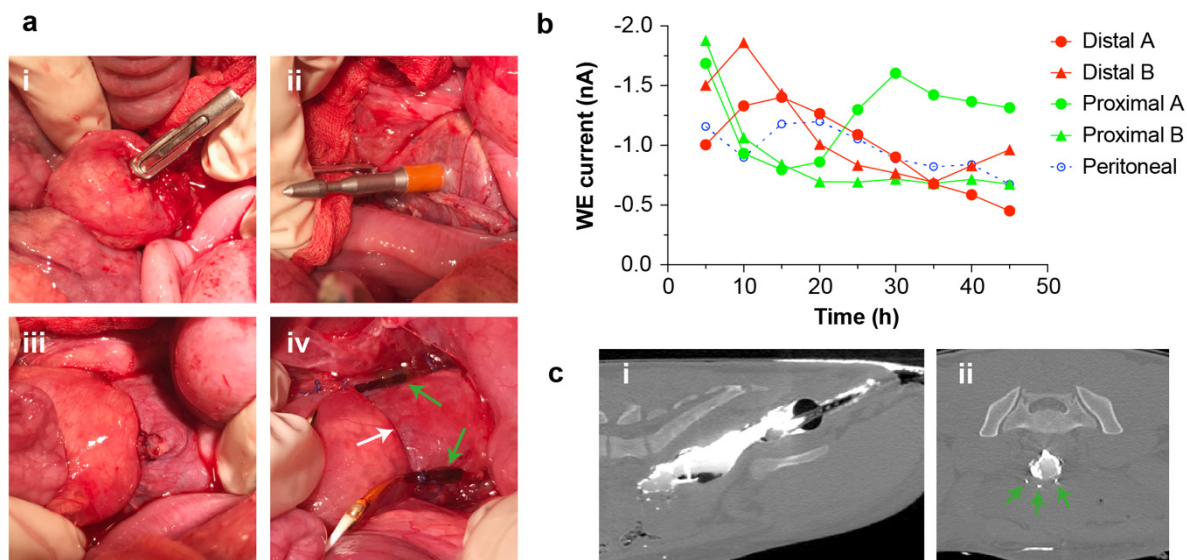 a
i
ii
iii
iv
b
-2.0
-1.5
-1.0
-0.5
0.0
WE current (nA)
0
10
20
30
40
50
Time (h)
Distal A
Distal B
Proximal A
Proximal B
Peritoneal
c
i
ii